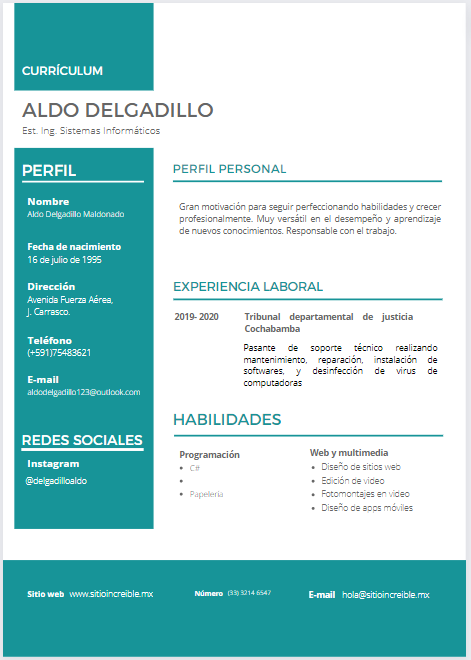 CURRÍCULUM
ALDO DELGADILLO
Est. Ing. Sistemas Informáticos
PERFIL
Nombre
Aldo Delgadillo Maldonado
Fecha de nacimiento
16 de julio de 1995
Dirección
Avenida Fuerza Aérea,
J. Carrasco.
Teléfono
(+591)75483621
E-mail
aldodelgadillo123@outlook.com
REDES SOCIALES
Instagram
@delgadilloaldo
PERFIL PERSONAL
Gran motivación para seguir perfeccionando habilidades y crecer
profesionalmente. Muy versátil en el desempeño y aprendizaje
de nuevos conocimientos. Responsable con el trabajo.
EXPERIENCIA LABORAL
2019- 2020
Tribunal departamental de justicia
Cochabamba
Pasante de soporte técnico realizando
mantenimiento, reparación, instalación de
softwares, y desinfección de virus de
computadoras
HABILIDADES
Programación
• C#
•
• Papelería
Web y multimedia
• Diseño de sitios web
• Edición de video
• Fotomontajes en video
• Diseño de apps móviles
Sitio web www.sitioincreible.mx
Número (33) 3214 6547
E-mail hola@sitioincreible.mx